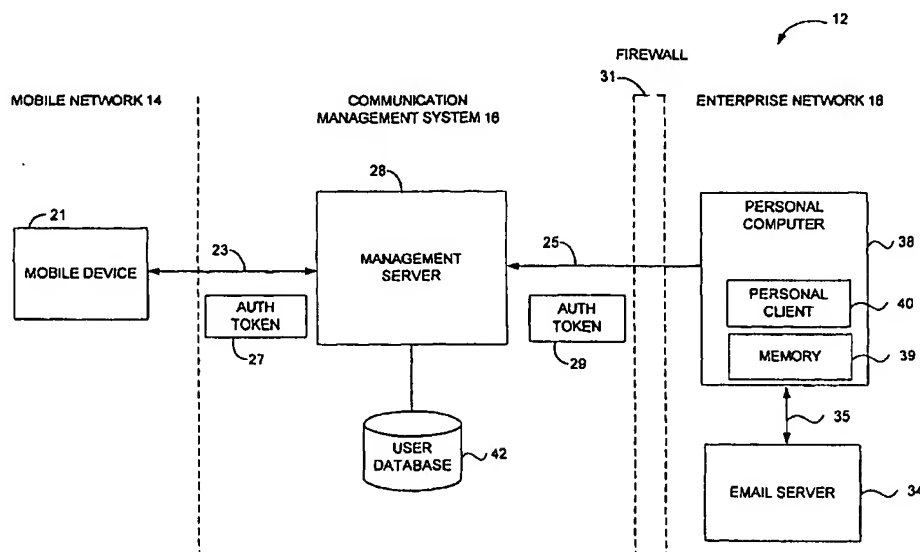 12
FIREWALL
31
MOBILE NETWORK 14
COMMUNICATION
MANAGEMENT SYSTEM 16
ENTERPRISE NETWORK 18
28
21
MOBILE DEVICE
23
MANAGEMENT
SERVER
25
PERSONAL
COMPUTER
38
PERSONAL
CLIENT
40
AUTH
TOKEN
27
AUTH
TOKEN
29
MEMORY
39
35
USER
DATABASE
42
EMAIL SERVER
34